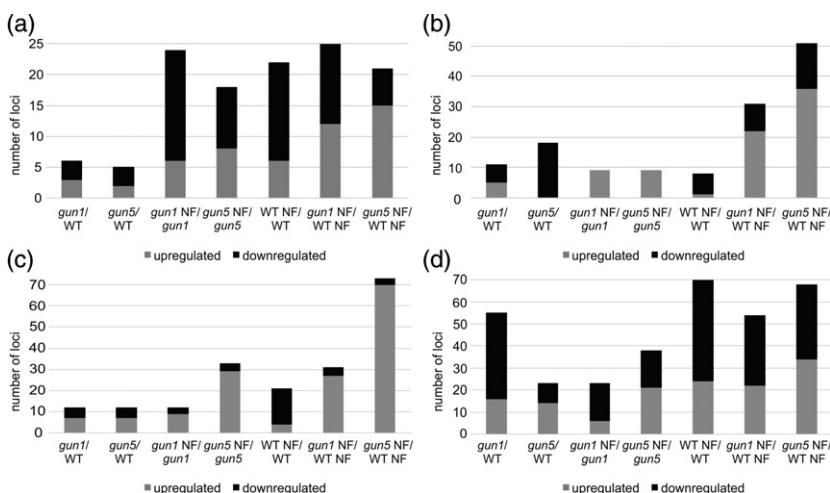 (a)
25
20
15
10
5
0
number of loci
gun1/ WT
gun5/ WT
gun1 NF/ gun1
gun5 NF/ gun5
WT NF/ WT
gun1 NF/ WT NF
gun5 NF/ WT NF
upregulated downregulated
(b)
50
40
30
20
10
0
number of loci
gun1/ WT
gun5/ WT
gun1 NF/ gun1
gun5 NF/ gun5
WT NF/ WT
gun1 NF/ WT NF
gun5 NF/ WT NF
upregulated downregulated
(c)
70
60
50
40
30
20
10
0
number of loci
gun1/ WT
gun5/ WT
gun1 NF/ gun1
gun5 NF/ gun5
WT NF/ WT
gun1 NF/ WT NF
gun5 NF/ WT NF
upregulated downregulated
(d)
70
60
50
40
30
20
10
0
number of loci
gun1/ WT
gun5/ WT
gun1 NF/ gun1
gun5 NF/ gun5
WT NF/ WT
gun1 NF/ WT NF
gun5 NF/ WT NF
upregulated downregulated